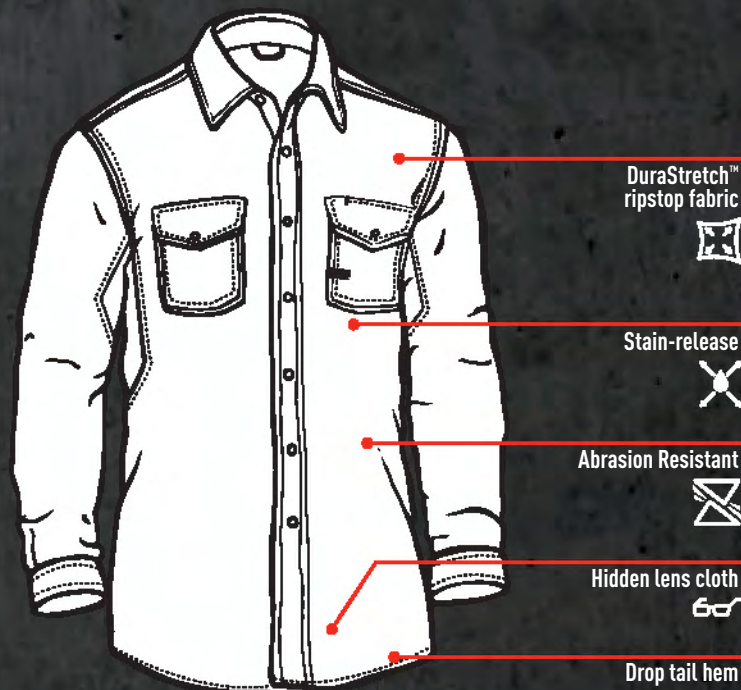 DuraStretch™
ripstop fabric
Stain-release
Abrasion Resistant
Hidden lens cloth
Drop tail hem